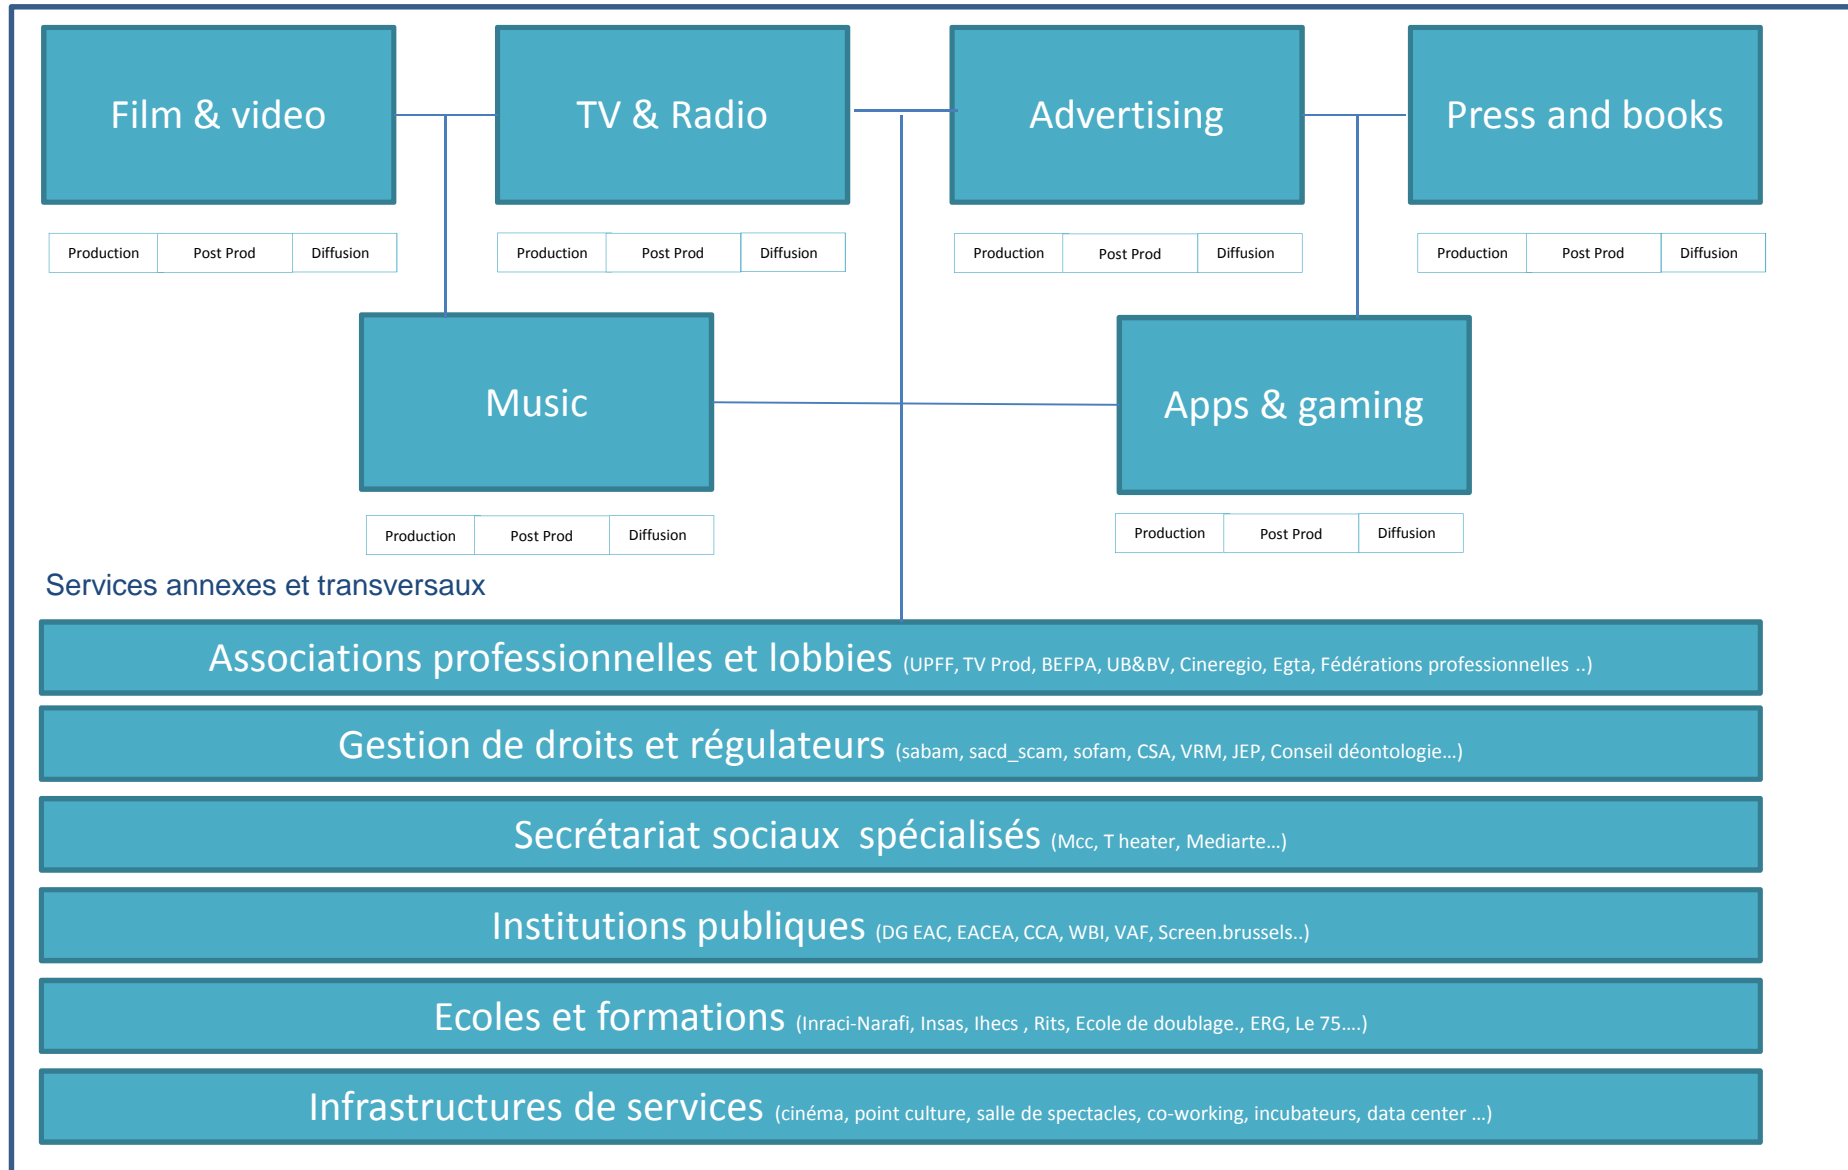 Film & video
TV & Radio
Advertising
Press and books
Production Post Prod Diffusion
Production Post Prod Diffusion
Production Post Prod Diffusion
Production Post Prod Diffusion
Music
Apps & gaming
Production Post Prod Diffusion
Production Post Prod Diffusion
Services annexes et transversaux
Associations professionnelles et lobbies (UPFF, TV Prod, BEFPA, UB&BV, Cineregio, Egta, Fédérations professionnelles ..)
Gestion de droits et régulateurs (sabam, sacd_scam, sofam, CSA, VRM, JEP, Conseil déontologie...)
Secrétariat sociaux  spécialisés (Mcc, T heater, Mediarte...)
Institutions publiques (DG EAC, EACEA, CCA, WBI, VAF, Screen.brussels..)
Ecoles et formations (Inraci-Narafi, Insas, Ihecs , Rits, Ecole de doublage., ERG, Le 75....)
Infrastructures de services (cinéma, point culture, salle de spectacles, co-working, incubateurs, data center ...)